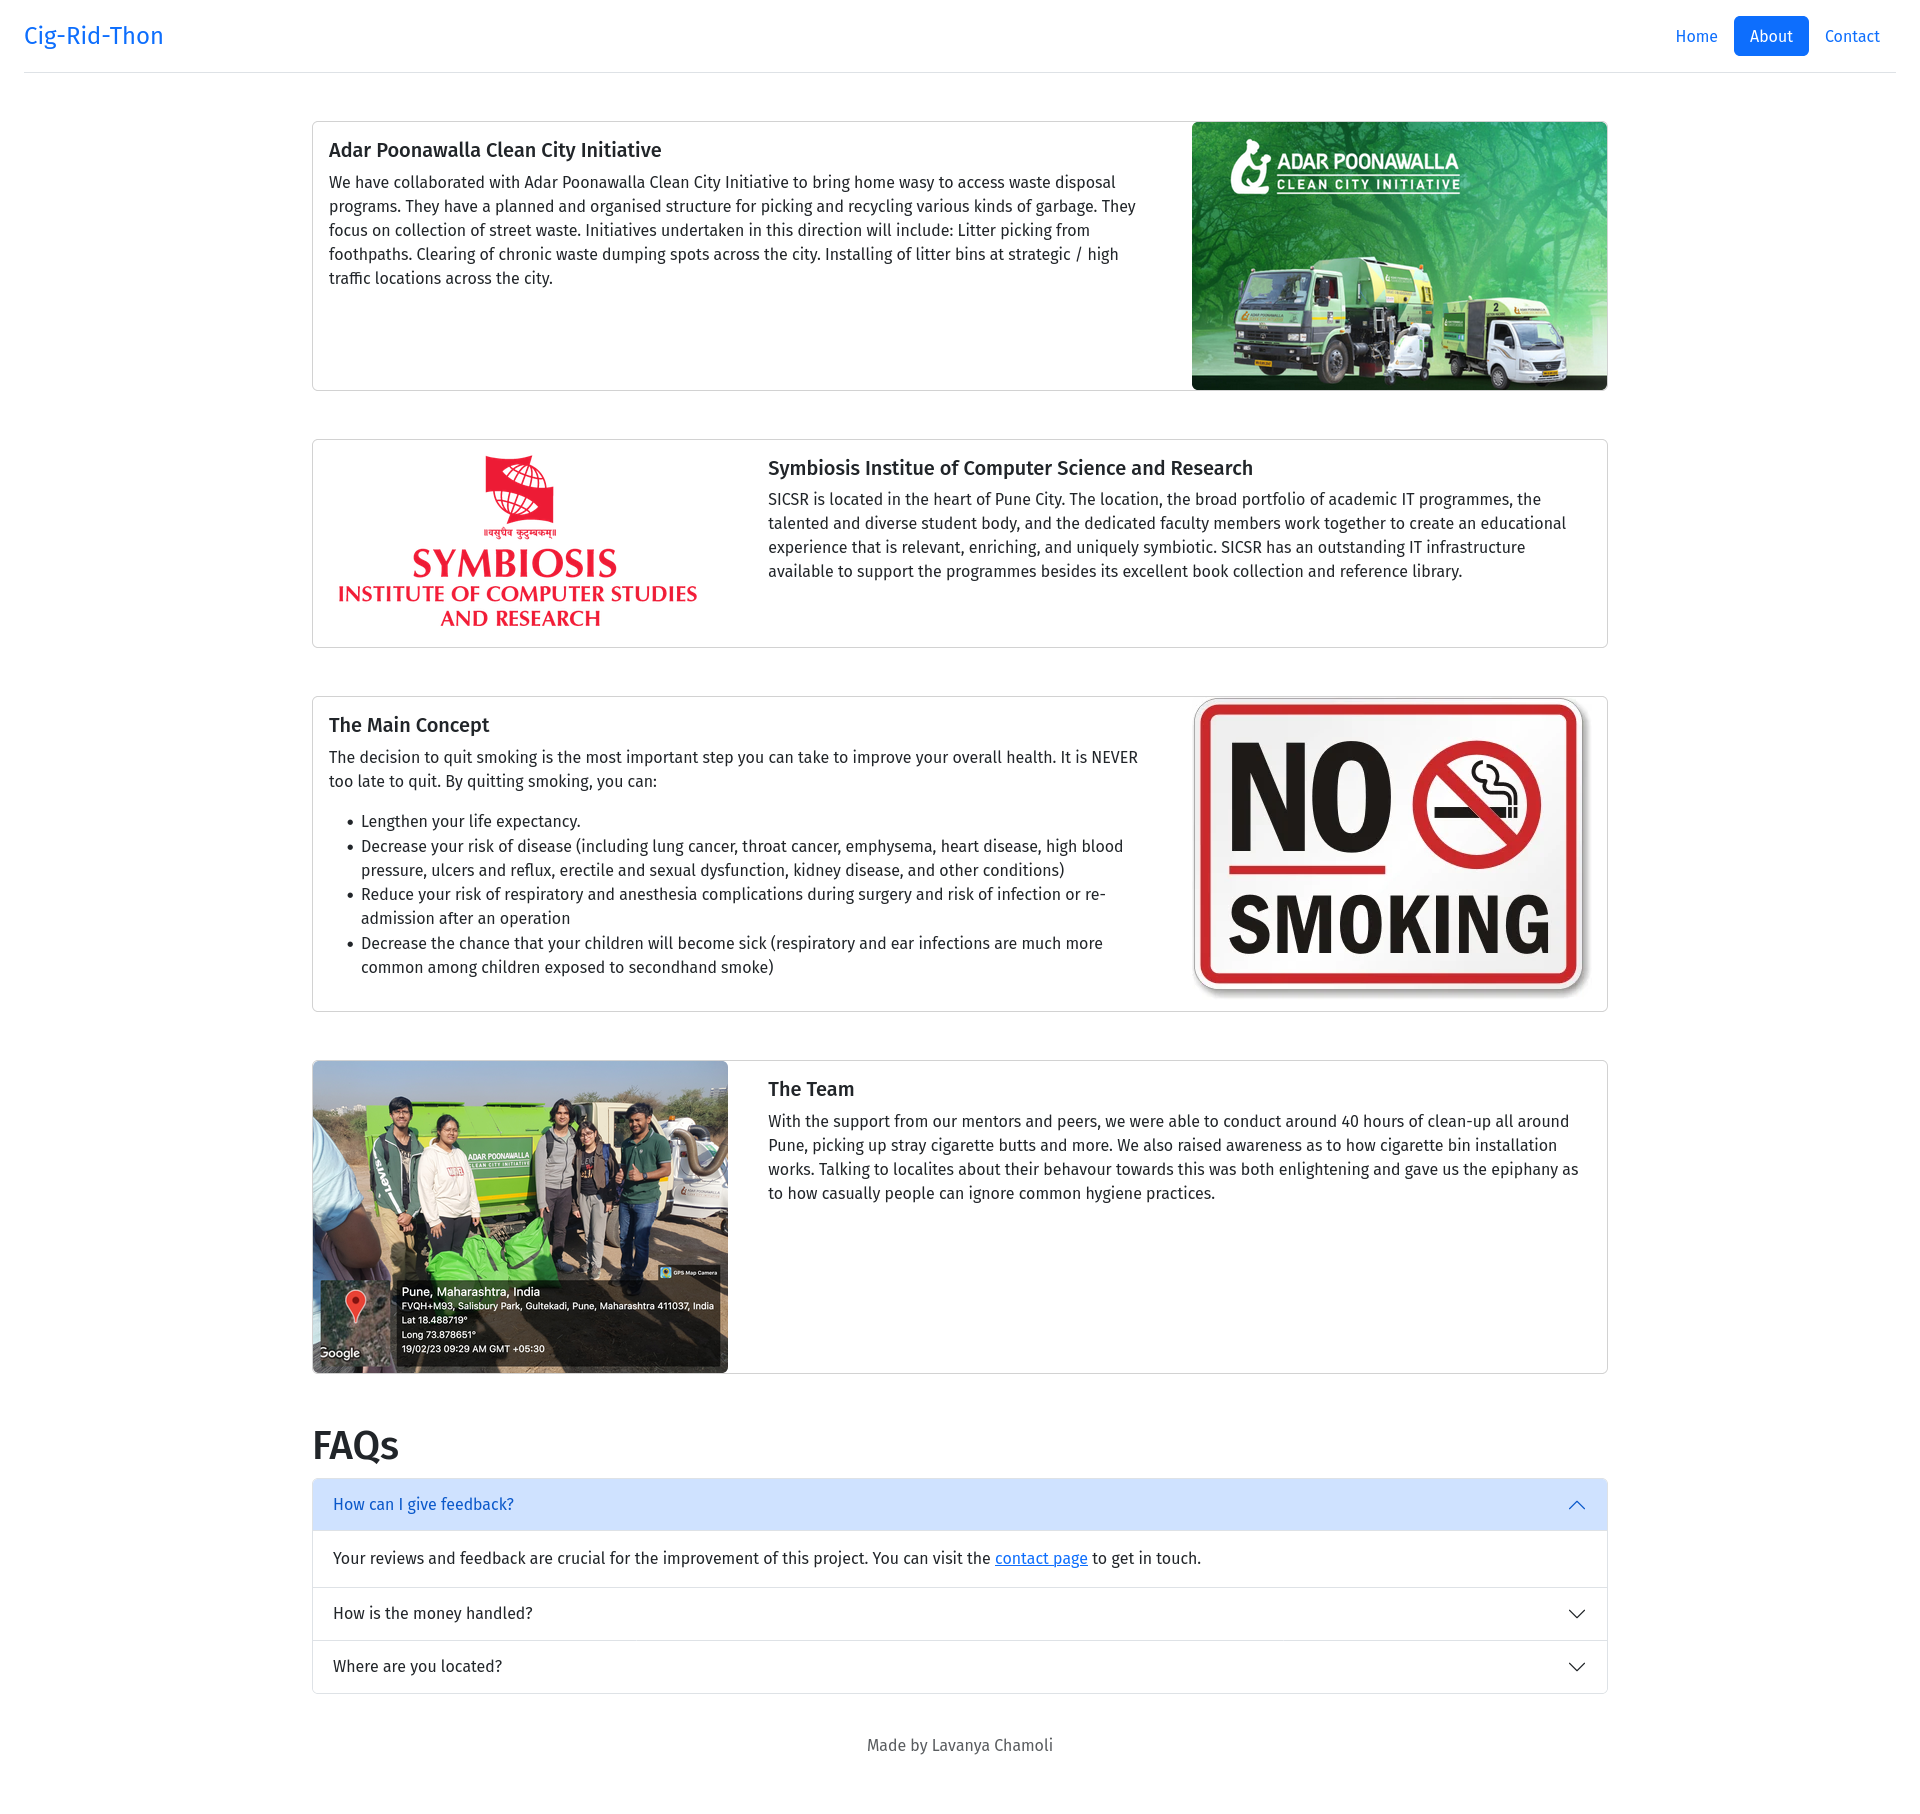 Cig-Rid-Thon
Home
About
Contact
Adar Poonawalla Clean City Initiative
We have collaborated with Adar Poonawalla Clean City Initiative to bring home wasy to access waste disposal
programs. They have a planned and organised structure for picking and recycling various kinds of garbage. They
focus on collection of street waste. Initiatives undertaken in this direction will include: Litter picking from
foothpaths. Clearing of chronic waste dumping spots across the city. Installing of litter bins at strategic / high
traffic locations across the city.
ADAR POONAWALLA
CLEAN CITY INITIATIVE
2
॥वसुधैव कुटुम्बकम्॥
SYMBIOSIS
INSTITUTE OF COMPUTER STUDIES
AND RESEARCH
Symbiosis Institue of Computer Science and Research
SICSR is located in the heart of Pune City. The location, the broad portfolio of academic IT programmes, the
talented and diverse student body, and the dedicated faculty members work together to create an educational
experience that is relevant, enriching, and uniquely symbiotic. SICSR has an outstanding IT infrastructure
available to support the programmes besides its excellent book collection and reference library.
The Main Concept
The decision to quit smoking is the most important step you can take to improve your overall health. It is NEVER
too late to quit. By quitting smoking, you can:
• Lengthen your life expectancy.
• Decrease your risk of disease (including lung cancer, throat cancer, emphysema, heart disease, high blood
pressure, ulcers and reflux, erectile and sexual dysfunction, kidney disease, and other conditions)
• Reduce your risk of respiratory and anesthesia complications during surgery and risk of infection or re-
admission after an operation
• Decrease the chance that your children will become sick (respiratory and ear infections are much more
common among children exposed to secondhand smoke)
NO
SMOKING
Levi's
ADAR POONAWALLA
CLEAN CITY INITIATIVE
GPS Map Camera
Pune, Maharashtra, India
FVQH+M93, Salisbury Park, Gultekadi, Pune, Maharashtra 411037, India
Lat 18.488719°
Long 73.878651°
19/02/23 09:29 AM GMT +05:30
Google
The Team
With the support from our mentors and peers, we were able to conduct around 40 hours of clean-up all around
Pune, picking up stray cigarette butts and more. We also raised awareness as to how cigarette bin installation
works. Talking to localites about their behavour towards this was both enlightening and gave us the epiphany as
to how casually people can ignore common hygiene practices.
FAQs
How can I give feedback?
Your reviews and feedback are crucial for the improvement of this project. You can visit the contact page to get in touch.
How is the money handled?
Where are you located?
Made by Lavanya Chamoli